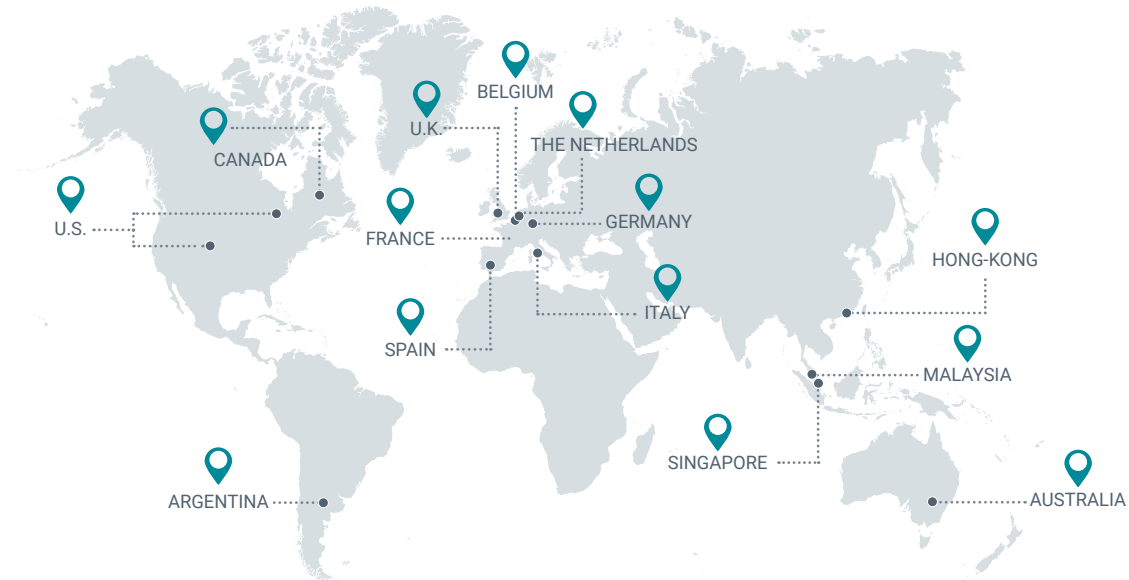 BELGIUM
U.K.
THE NETHERLANDS
CANADA
U.S.
GERMANY
FRANCE
HONG-KONG
ITALY
SPAIN
MALAYSIA
SINGAPORE
ARGENTINA
AUSTRALIA